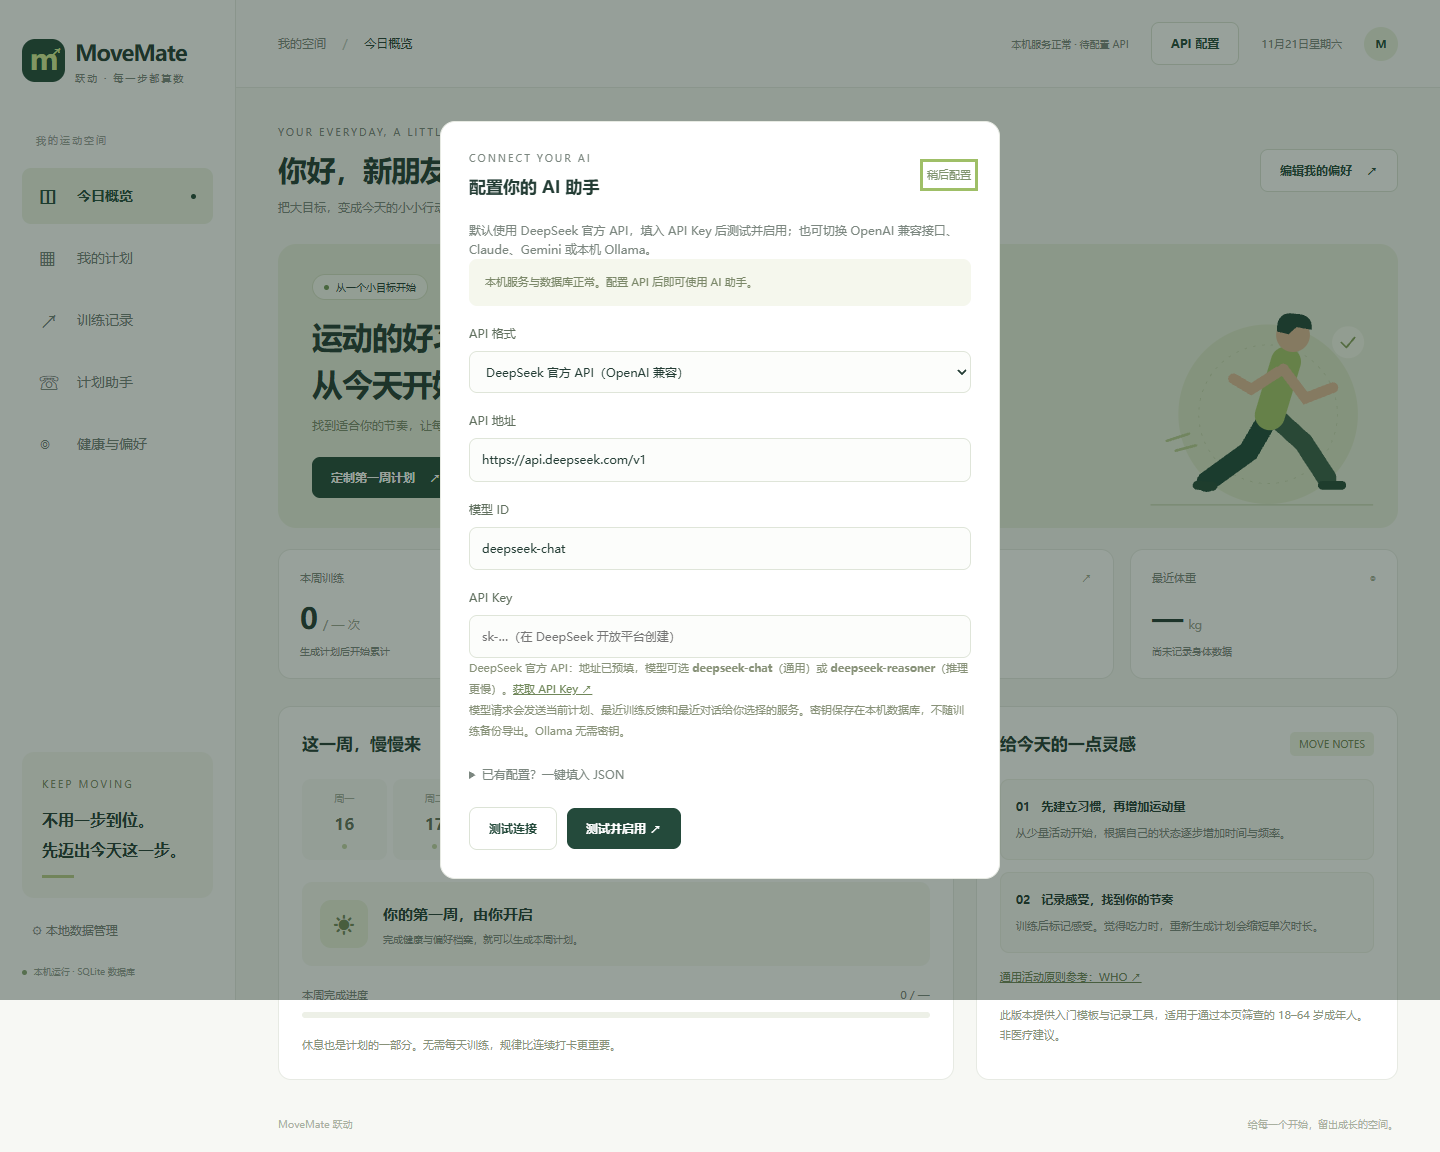 MoveMate
跃动 · 每一步都算数
我的运动空间
今日概览
我的计划
训练记录
计划助手
健康与偏好
KEEP MOVING
不用一步到位。
先迈出今天这一步。
本地数据管理
本机运行 · SQLite 数据库
我的空间 / 今日概览
本机服务正常 · 待配置 API
API 配置
11月21日星期六
M
YOUR EVERYDAY, A LITTL
你好，新朋友
把大目标，变成今天的小小行动
编辑我的偏好 ↗
从一个小目标开始
运动的好习
从今天开始
找到适合你的节奏，让每
定制第一周计划 ↗
CONNECT YOUR AI
配置你的 AI 助手
稍后配置
默认使用 DeepSeek 官方 API，填入 API Key 后测试并启用；也可切换 OpenAI 兼容接口、
Claude、Gemini 或本机 Ollama。
本机服务与数据库正常。配置 API 后即可使用 AI 助手。
API 格式
DeepSeek 官方 API（OpenAI 兼容）
API 地址
https://api.deepseek.com/v1
模型 ID
deepseek-chat
API Key
sk-...（在 DeepSeek 开放平台创建）
DeepSeek 官方 API：地址已预填，模型可选 deepseek-chat（通用）或 deepseek-reasoner（推理
更慢）。获取 API Key ↗
模型请求会发送当前计划、最近训练反馈和最近对话给你选择的服务。密钥保存在本机数据库，不随训
练备份导出。Ollama 无需密钥。
▶ 已有配置？一键填入 JSON
测试连接
测试并启用 ↗
本周训练
0 / — 次
生成计划后开始累计
↗
最近体重
— kg
尚未记录身体数据
这一周，慢慢来
周一
16
周二
17
你的第一周，由你开启
完成健康与偏好档案，就可以生成本周计划。
本周完成进度
0 / —
休息也是计划的一部分。无需每天训练，规律比连续打卡更重要。
给今天的一点灵感
MOVE NOTES
01 先建立习惯，再增加运动量
从少量活动开始，根据自己的状态逐步增加时间与频率。
02 记录感受，找到你的节奏
训练后标记感受。觉得吃力时，重新生成计划会缩短单次时长。
通用活动原则参考：WHO ↗
此版本提供入门模板与记录工具，适用于通过本页筛查的 18–64 岁成年人。
非医疗建议。
MoveMate 跃动
给每一个开始，留出成长的空间。